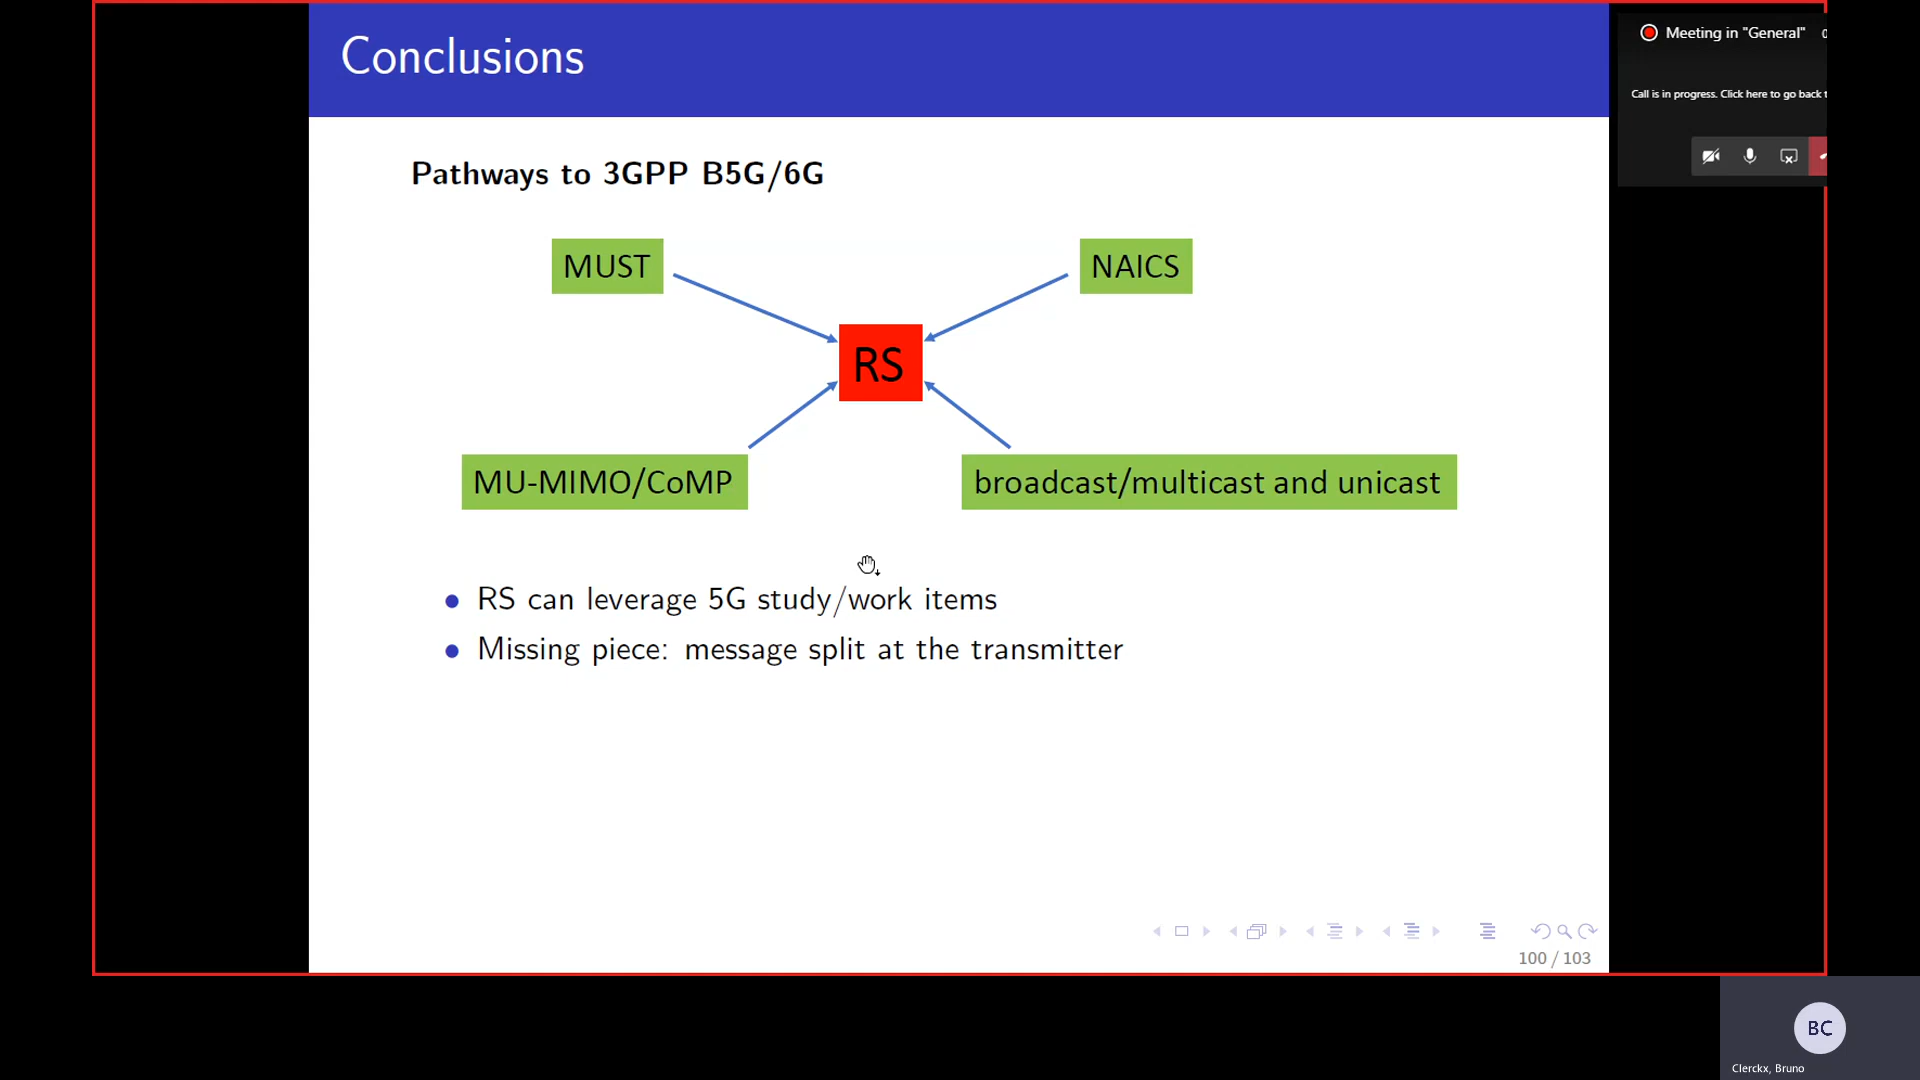 Conclusions
Meeting in "General"
Call is in progress. Click here to go back
Pathways to 3GPP B5G/6G
MUST
NAICS
RS
MU-MIMO/CoMP
broadcast/multicast and unicast
RS can leverage 5G study/work items
Missing piece: message split at the transmitter
100 / 103
BC
Clerckx, Bruno